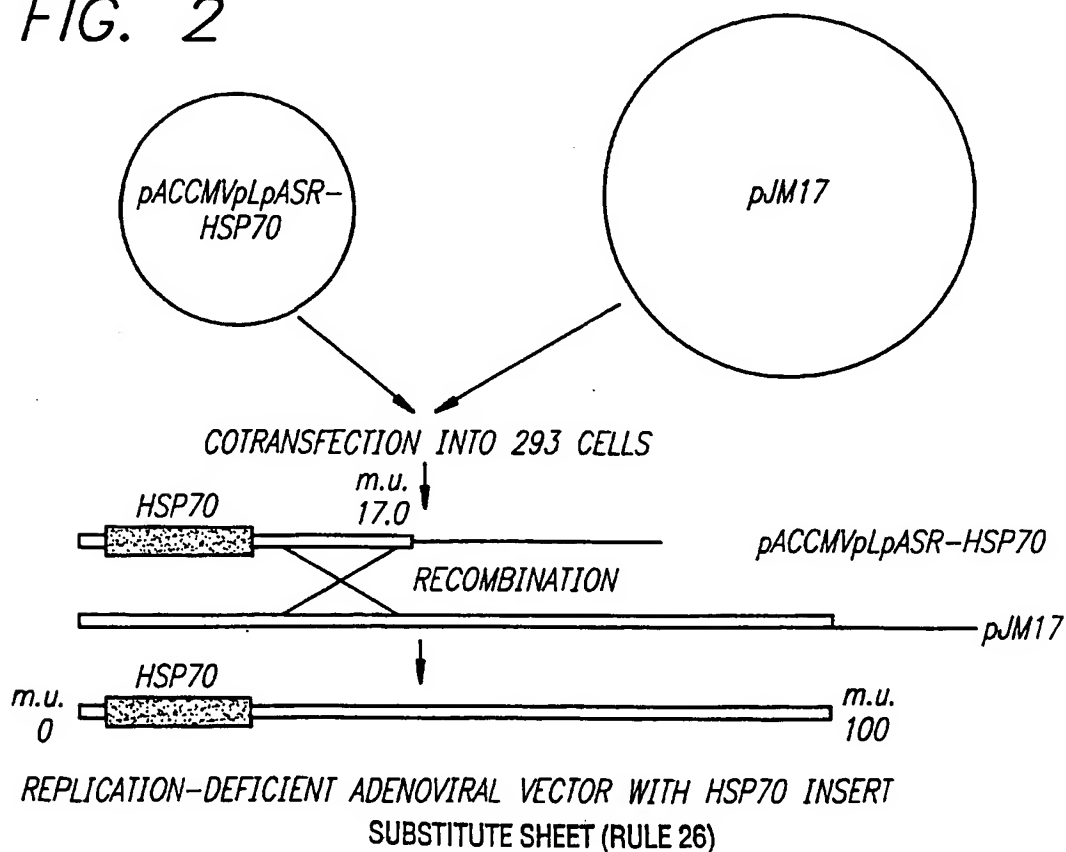 FIG. 2
pACCMVpLpASR-
HSP70
pJM17
COTRANSFECTION INTO 293 CELLS
HSP70
m.u.
17.0
pACCMVpLpASR-HSP70
RECOMBINATION
pJM17
HSP70
m.u.
0
m.u.
100
REPLICATION-DEFICIENT ADENOVIRAL VECTOR WITH HSP70 INSERT
SUBSTITUTE SHEET (RULE 26)